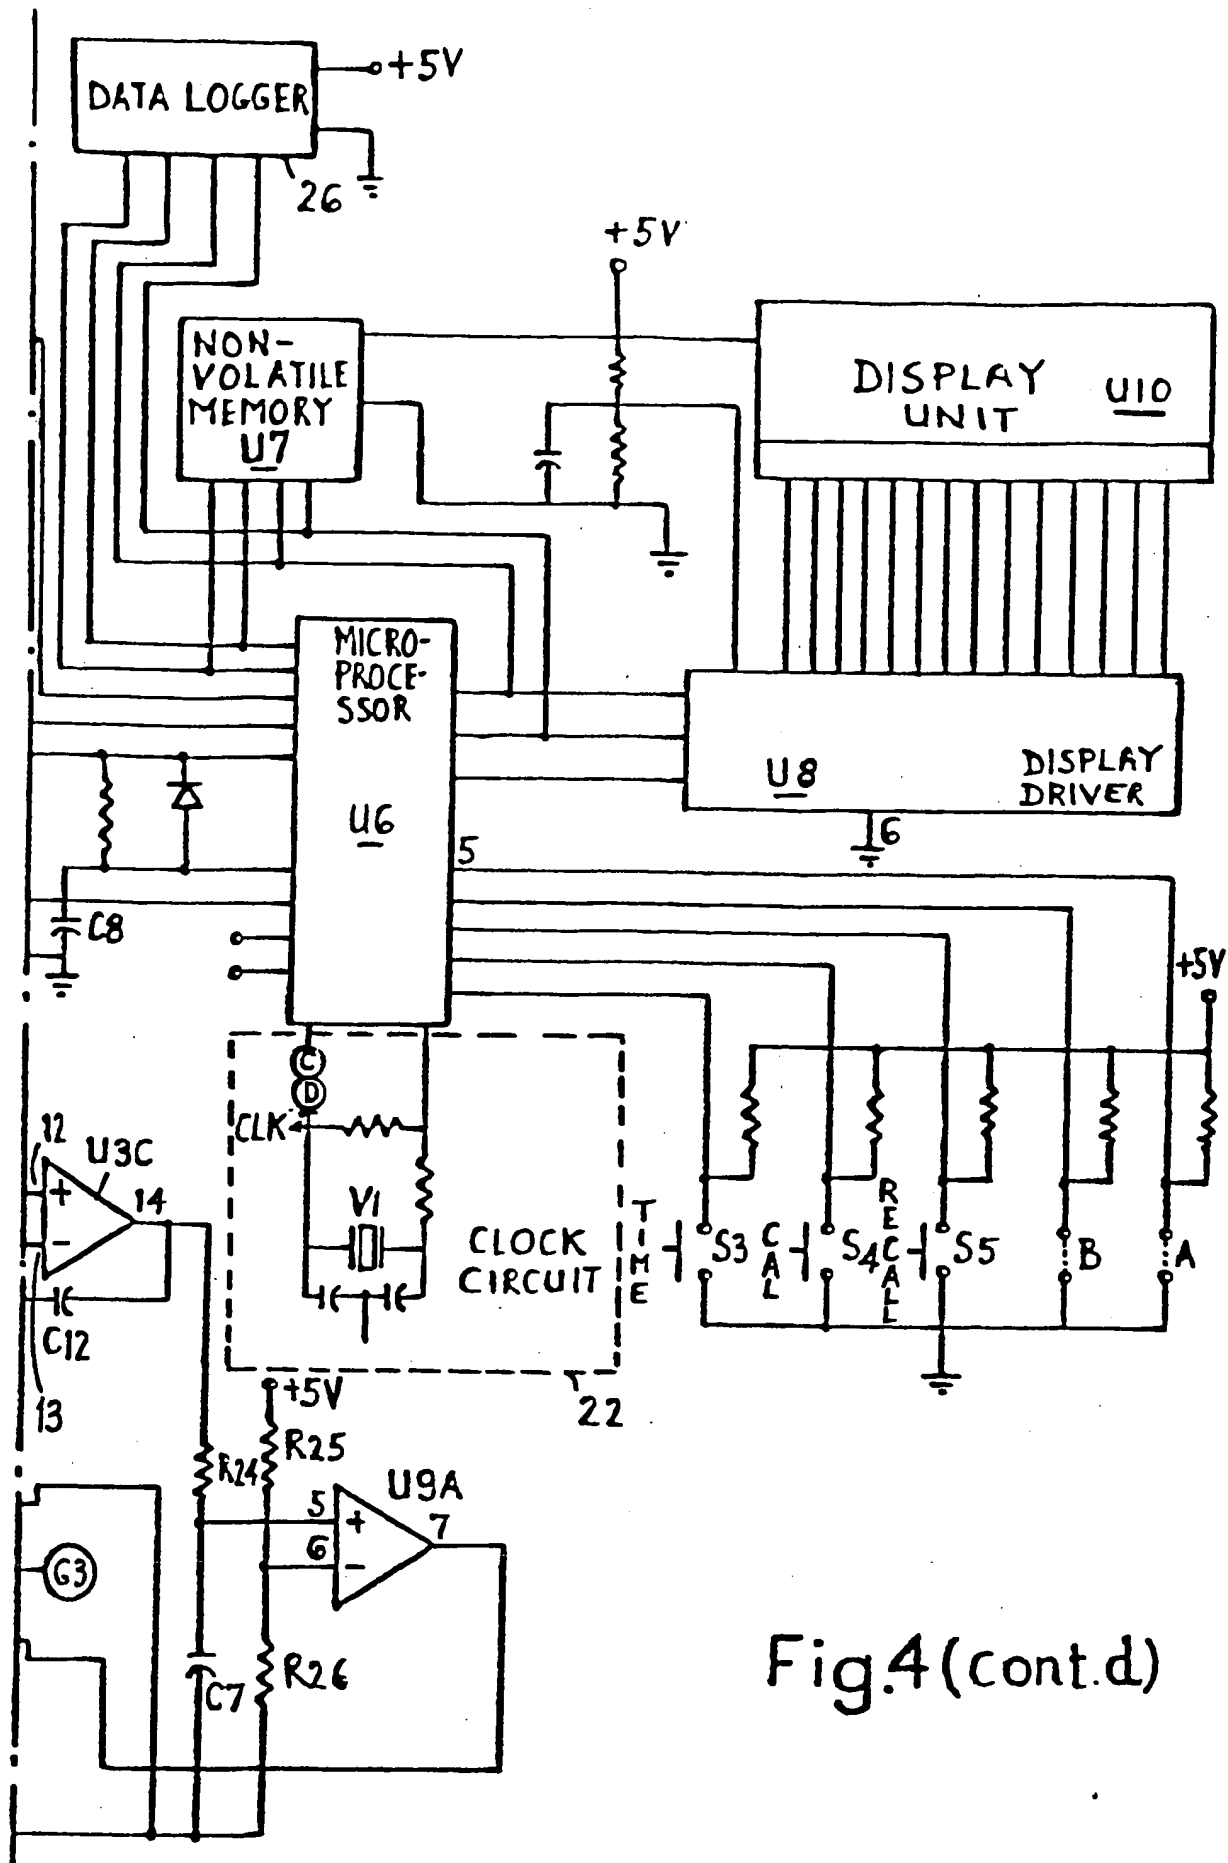 DATA LOGGER
+5V
26
+5V
NON-
VOLATILE
MEMORY
U7
DISPLAY
UNIT
U10
MICRO-
PROCE-
SSOR
U6
U8
DISPLAY
DRIVER
6
5
C8
+5V
C
D
CLK
12
U3C
+
14
-
V1
CLOCK
CIRCUIT
TIME
S3
CAL
S4
RECALL
S5
B
A
C12
13
22
+5V
R25
R24
U9A
5
+
7
6
-
G3
R26
C7
Fig.4 (cont.d)